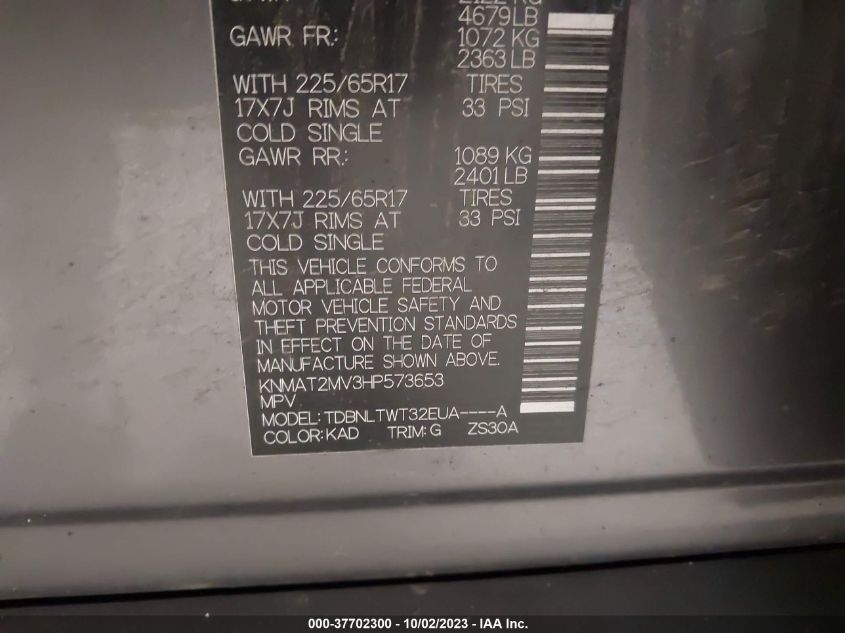 4679LB
GAWR FR: 1072 KG
2363 LB
WITH 225/65R17 TIRES
17X7J RIMS AT 33 PSI
COLD SINGLE
GAWR RR: 1089 KG
2401 LB
WITH 225/65R17 TIRES
17X7J RIMS AT 33 PSI
COLD SINGLE
THIS VEHICLE CONFORMS TO
ALL APPLICABLE FEDERAL
MOTOR VEHICLE SAFETY AND
THEFT PREVENTION STANDARDS
IN EFFECT ON THE DATE OF
MANUFACTURE SHOWN ABOVE.
KNMAT2MV3HP573653
MPV
MODEL: TDBNLTWT32EUA----A
COLOR: KAD TRIM: G ZS30A
000-37702300 - 10/02/2023 - IAA Inc.